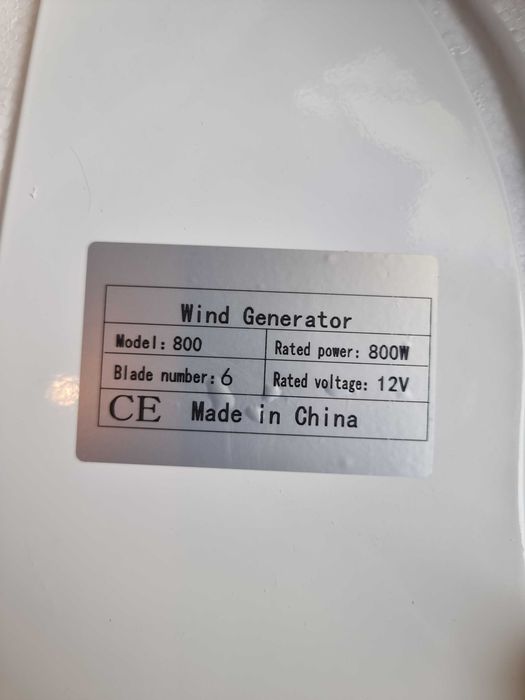 Wind Generator
Model: 800 Rated power: 800W
Blade number: 6 Rated voltage: 12V
CE Made in China